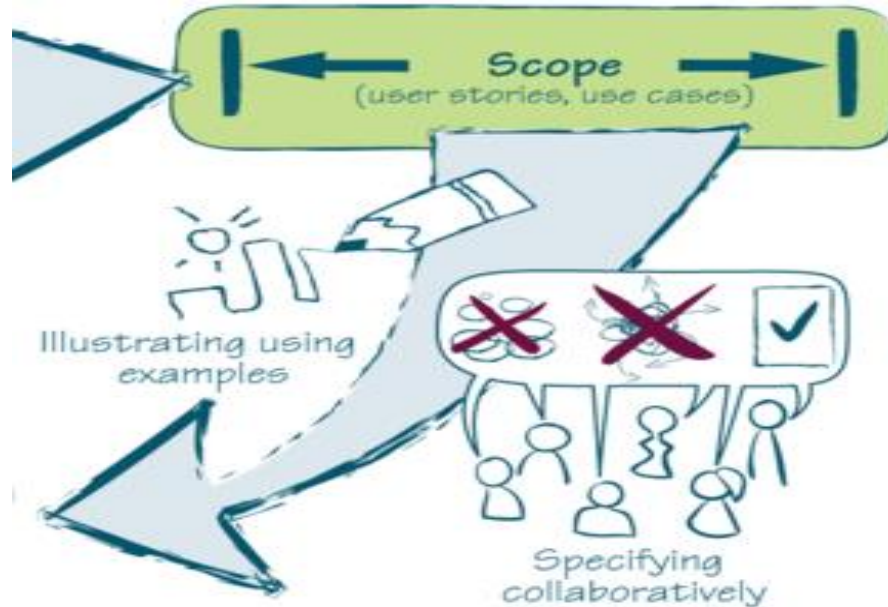 Scope
(user stories, use cases)
Illustrating using
examples
Specifying
collaboratively